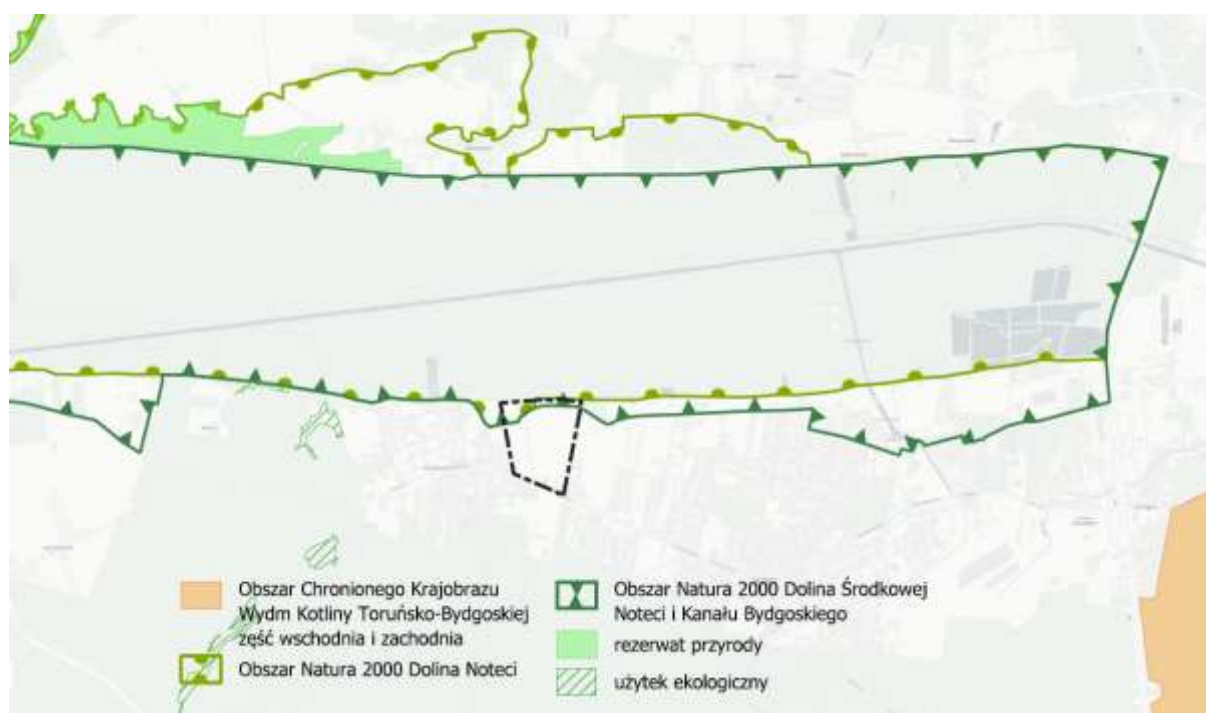 Obszar Chronionego Krajobrazu
Wydm Kotliny Toruńsko-Bydgoskiej
zęść wschodnia i zachodnia
Obszar Natura 2000 Dolina Noteci
Obszar Natura 2000 Dolina Środkowej
Noteci i Kanału Bydgoskiego
rezerwat przyrody
użytek ekologiczny